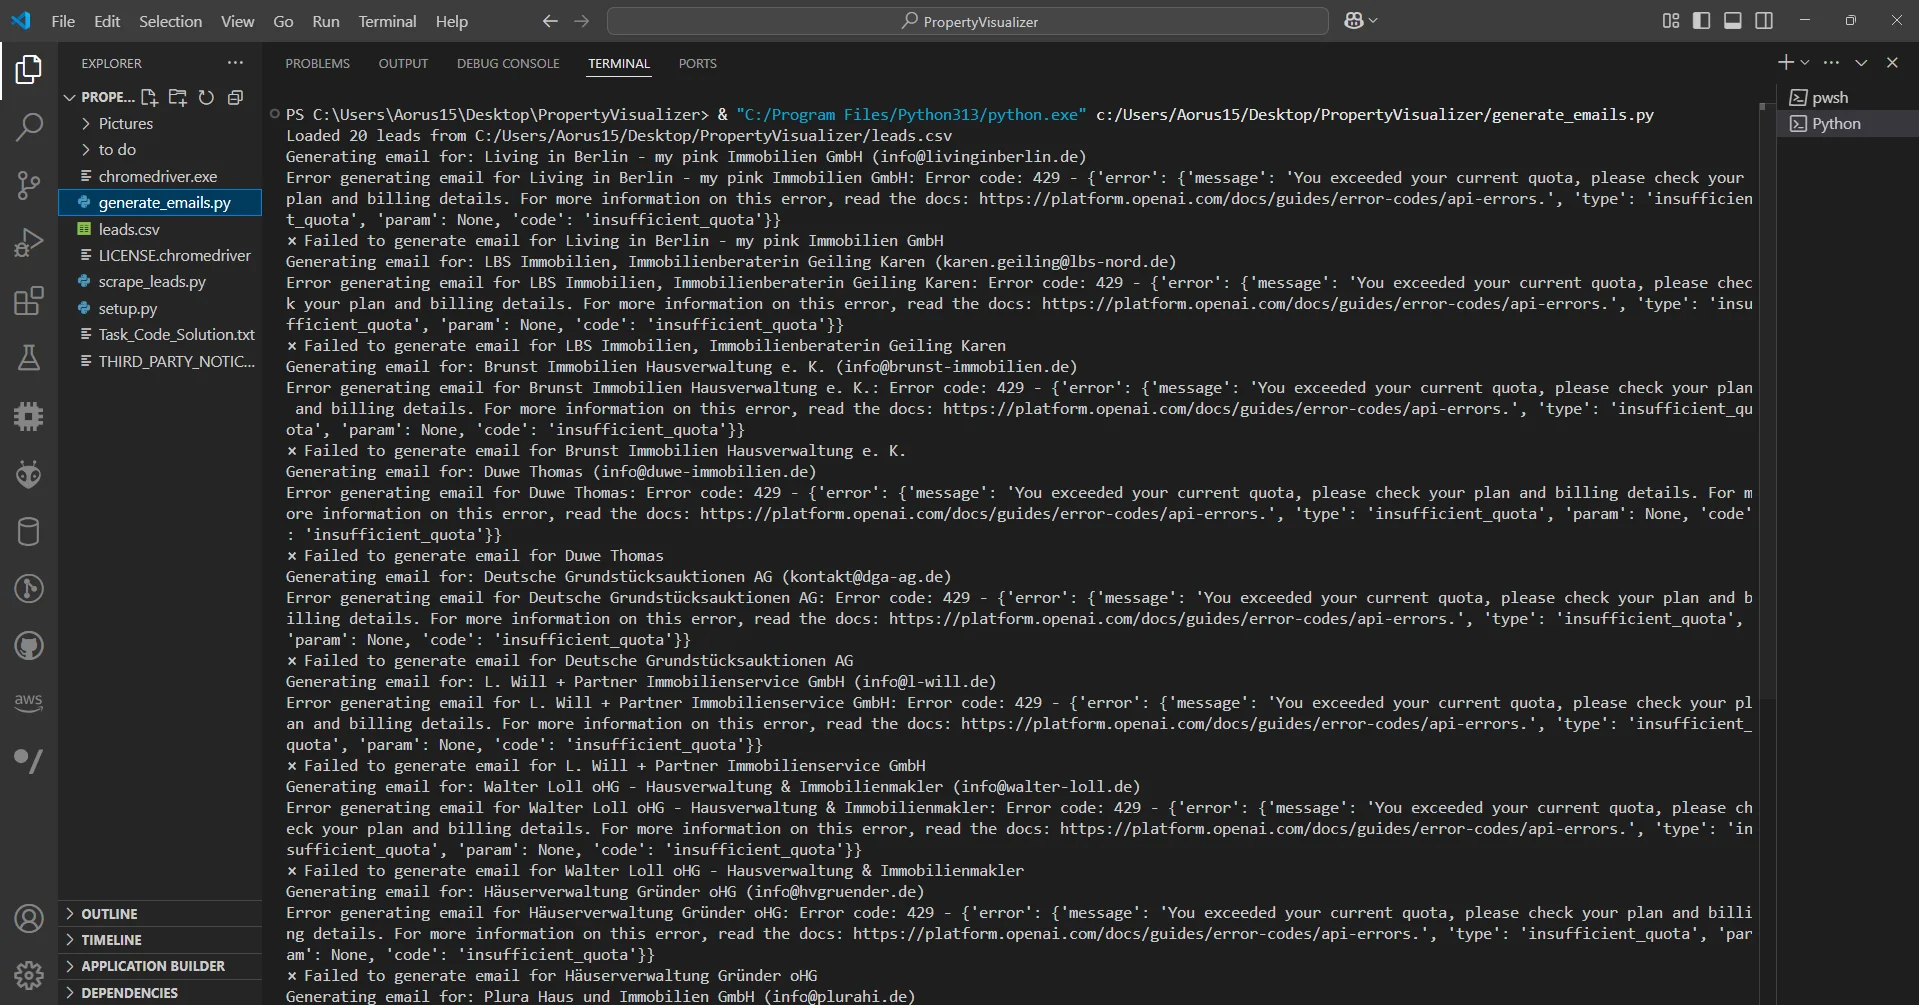 File Edit Selection View Go Run Terminal Help
PropertyVisualizer
EXPLORER
PROPE...
Pictures
to do
chromedriver.exe
generate_emails.py
leads.csv
LICENSE.chromedriver
scrape_leads.py
setup.py
Task_Code_Solution.txt
THIRD_PARTY_NOTIC...
OUTLINE
TIMELINE
APPLICATION BUILDER
DEPENDENCIES
aws
PROBLEMS OUTPUT DEBUG CONSOLE TERMINAL PORTS
PS C:\Users\Aorus15\Desktop\PropertyVisualizer> & "C:/Program Files/Python313/python.exe" c:/Users/Aorus15/Desktop/PropertyVisualizer/generate_emails.py
Loaded 20 leads from C:/Users/Aorus15/Desktop/PropertyVisualizer/leads.csv
Generating email for: Living in Berlin - my pink Immobilien GmbH (info@livinginberlin.de)
Error generating email for Living in Berlin - my pink Immobilien GmbH: Error code: 429 - {'error': {'message': 'You exceeded your current quota, please check your
plan and billing details. For more information on this error, read the docs: https://platform.openai.com/docs/guides/error-codes/api-errors.', 'type': 'insufficien
t_quota', 'param': None, 'code': 'insufficient_quota'}}
× Failed to generate email for Living in Berlin - my pink Immobilien GmbH
Generating email for: LBS Immobilien, Immobilienberaterin Geiling Karen (karen.geiling@lbs-nord.de)
Error generating email for LBS Immobilien, Immobilienberaterin Geiling Karen: Error code: 429 - {'error': {'message': 'You exceeded your current quota, please chec
k your plan and billing details. For more information on this error, read the docs: https://platform.openai.com/docs/guides/error-codes/api-errors.', 'type': 'insu
fficient_quota', 'param': None, 'code': 'insufficient_quota'}}
× Failed to generate email for LBS Immobilien, Immobilienberaterin Geiling Karen
Generating email for: Brunst Immobilien Hausverwaltung e. K. (info@brunst-immobilien.de)
Error generating email for Brunst Immobilien Hausverwaltung e. K.: Error code: 429 - {'error': {'message': 'You exceeded your current quota, please check your plan
and billing details. For more information on this error, read the docs: https://platform.openai.com/docs/guides/error-codes/api-errors.', 'type': 'insufficient_qu
ota', 'param': None, 'code': 'insufficient_quota'}}
× Failed to generate email for Brunst Immobilien Hausverwaltung e. K.
Generating email for: Duwe Thomas (info@duwe-immobilien.de)
Error generating email for Duwe Thomas: Error code: 429 - {'error': {'message': 'You exceeded your current quota, please check your plan and billing details. For m
ore information on this error, read the docs: https://platform.openai.com/docs/guides/error-codes/api-errors.', 'type': 'insufficient_quota', 'param': None, 'code'
: 'insufficient_quota'}}
× Failed to generate email for Duwe Thomas
Generating email for: Deutsche Grundstücksauktionen AG (kontakt@dga-ag.de)
Error generating email for Deutsche Grundstücksauktionen AG: Error code: 429 - {'error': {'message': 'You exceeded your current quota, please check your plan and b
illing details. For more information on this error, read the docs: https://platform.openai.com/docs/guides/error-codes/api-errors.', 'type': 'insufficient_quota',
'param': None, 'code': 'insufficient_quota'}}
× Failed to generate email for Deutsche Grundstücksauktionen AG
Generating email for: L. Will + Partner Immobilienservice GmbH (info@l-will.de)
Error generating email for L. Will + Partner Immobilienservice GmbH: Error code: 429 - {'error': {'message': 'You exceeded your current quota, please check your pl
an and billing details. For more information on this error, read the docs: https://platform.openai.com/docs/guides/error-codes/api-errors.', 'type': 'insufficient_
quota', 'param': None, 'code': 'insufficient_quota'}}
× Failed to generate email for L. Will + Partner Immobilienservice GmbH
Generating email for: Walter Loll oHG - Hausverwaltung & Immobilienmakler (info@walter-loll.de)
Error generating email for Walter Loll oHG - Hausverwaltung & Immobilienmakler: Error code: 429 - {'error': {'message': 'You exceeded your current quota, please ch
eck your plan and billing details. For more information on this error, read the docs: https://platform.openai.com/docs/guides/error-codes/api-errors.', 'type': 'in
sufficient_quota', 'param': None, 'code': 'insufficient_quota'}}
× Failed to generate email for Walter Loll oHG - Hausverwaltung & Immobilienmakler
Generating email for: Häuserverwaltung Gründer oHG (info@hvgruender.de)
Error generating email for Häuserverwaltung Gründer oHG: Error code: 429 - {'error': {'message': 'You exceeded your current quota, please check your plan and billi
ng details. For more information on this error, read the docs: https://platform.openai.com/docs/guides/error-codes/api-errors.', 'type': 'insufficient_quota', 'par
am': None, 'code': 'insufficient_quota'}}
× Failed to generate email for Häuserverwaltung Gründer oHG
Generating email for: Plura Haus und Immobilien GmbH (info@plurahi.de)
pwsh
Python